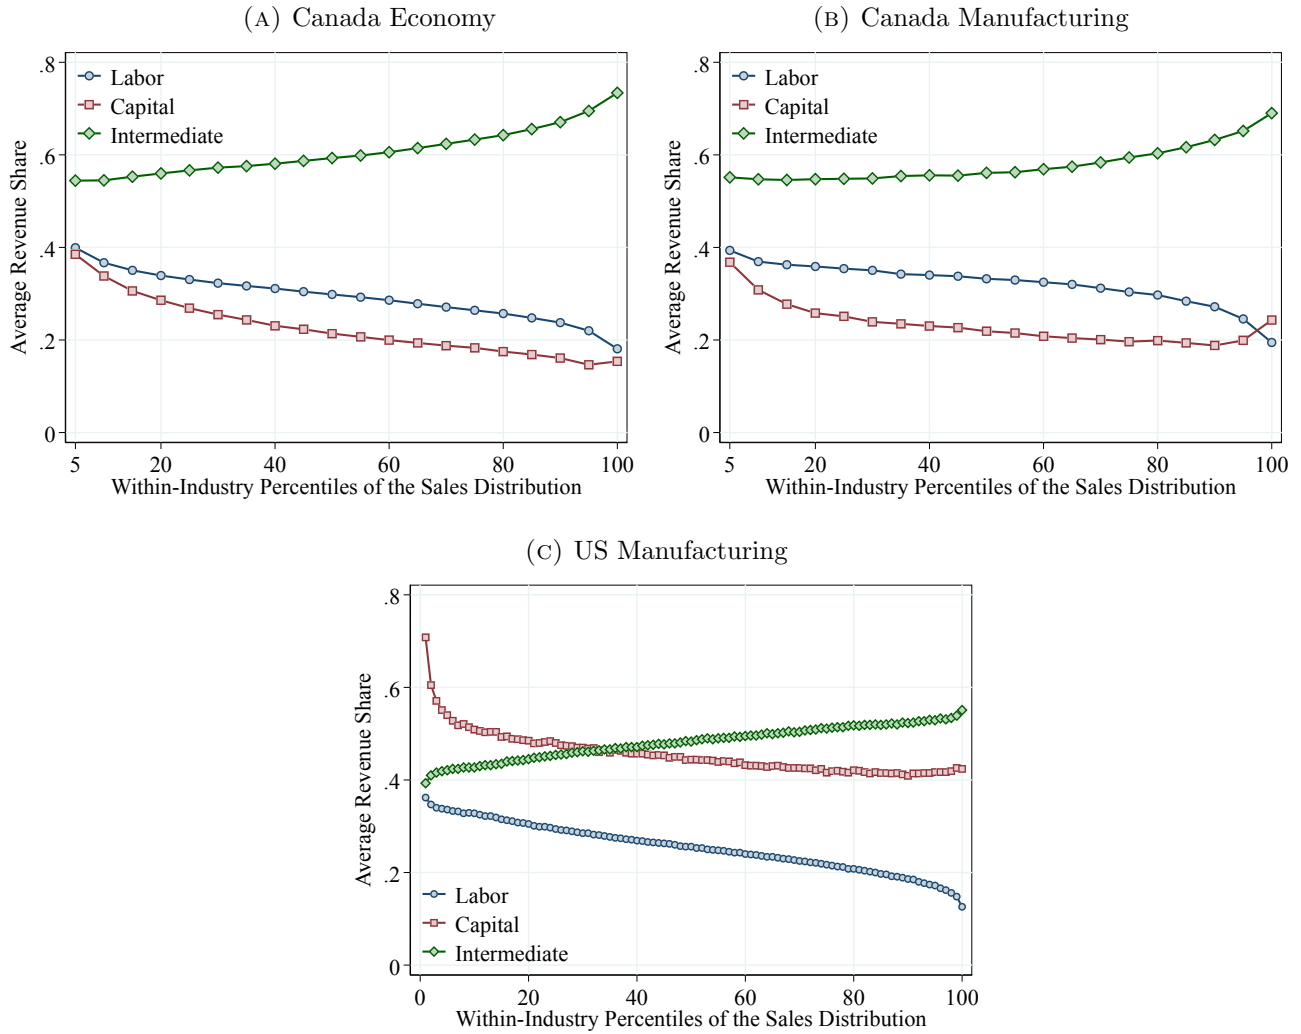 (A) Canada Economy
Average Revenue Share
.8
.6
.4
.2
0
Labor
Capital
Intermediate
5 20 40 60 80 100
Within-Industry Percentiles of the Sales Distribution
(B) Canada Manufacturing
Average Revenue Share
.8
.6
.4
.2
0
Labor
Capital
Intermediate
5 20 40 60 80 100
Within-Industry Percentiles of the Sales Distribution
(C) US Manufacturing
Average Revenue Share
.8
.6
.4
.2
0
Labor
Capital
Intermediate
0 20 40 60 80 100
Within-Industry Percentiles of the Sales Distribution